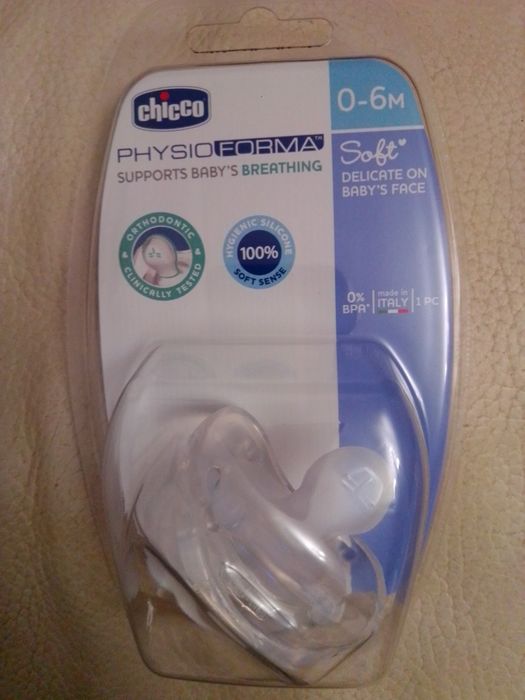 chicco
0-6M
PHYSIOFORMA™
SUPPORTS BABY'S BREATHING
Soft
DELICATE ON
BABY'S FACE
ORTHODONTIC
CLINICALLY TESTED
HYGIENIC SILICONE
100%
SOFT SENSE
0%
BPA*
made in
ITALY
1 PC